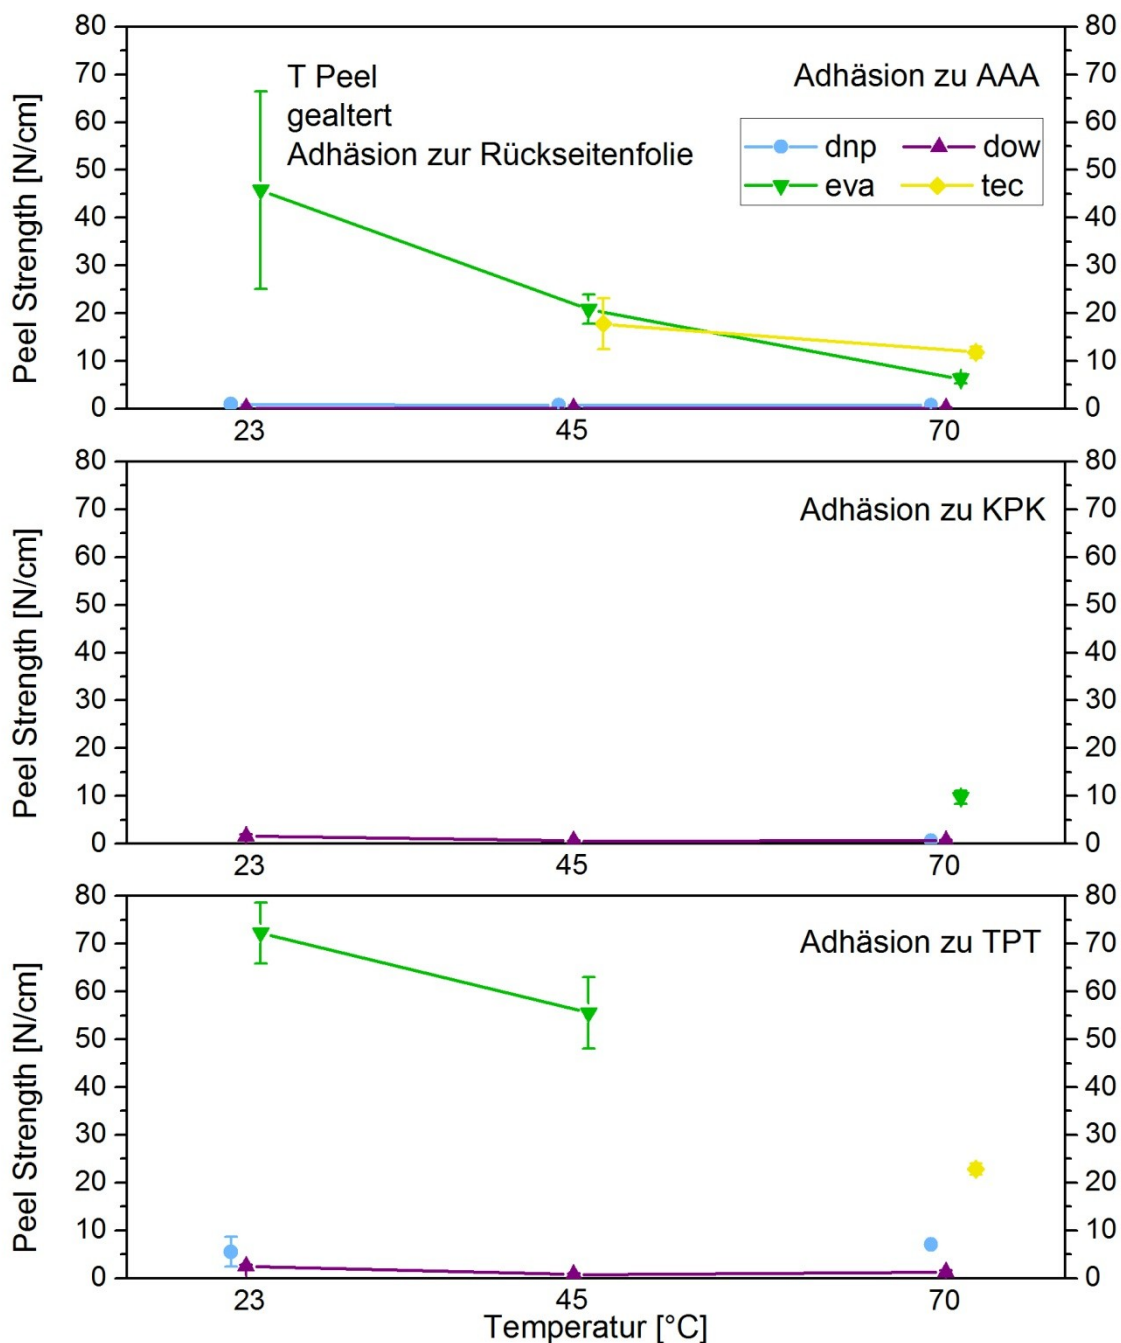 80 80
70 T Peel Adhäsion zu AAA 70
60 gealtert dnp dow 60
50 Adhäsion zur Rückseitenfolie eva tec 50
40 40
30 30
20 20
10 10
0 0
23 45 70
Peel Strength [N/cm]
80 80
70 Adhäsion zu KPK 70
60 60
50 50
40 40
30 30
20 20
10 10
0 0
23 45 70
Peel Strength [N/cm]
80 80
70 Adhäsion zu TPT 70
60 60
50 50
40 40
30 30
20 20
10 10
0 0
23 45 70
Peel Strength [N/cm]
Temperatur [°C]